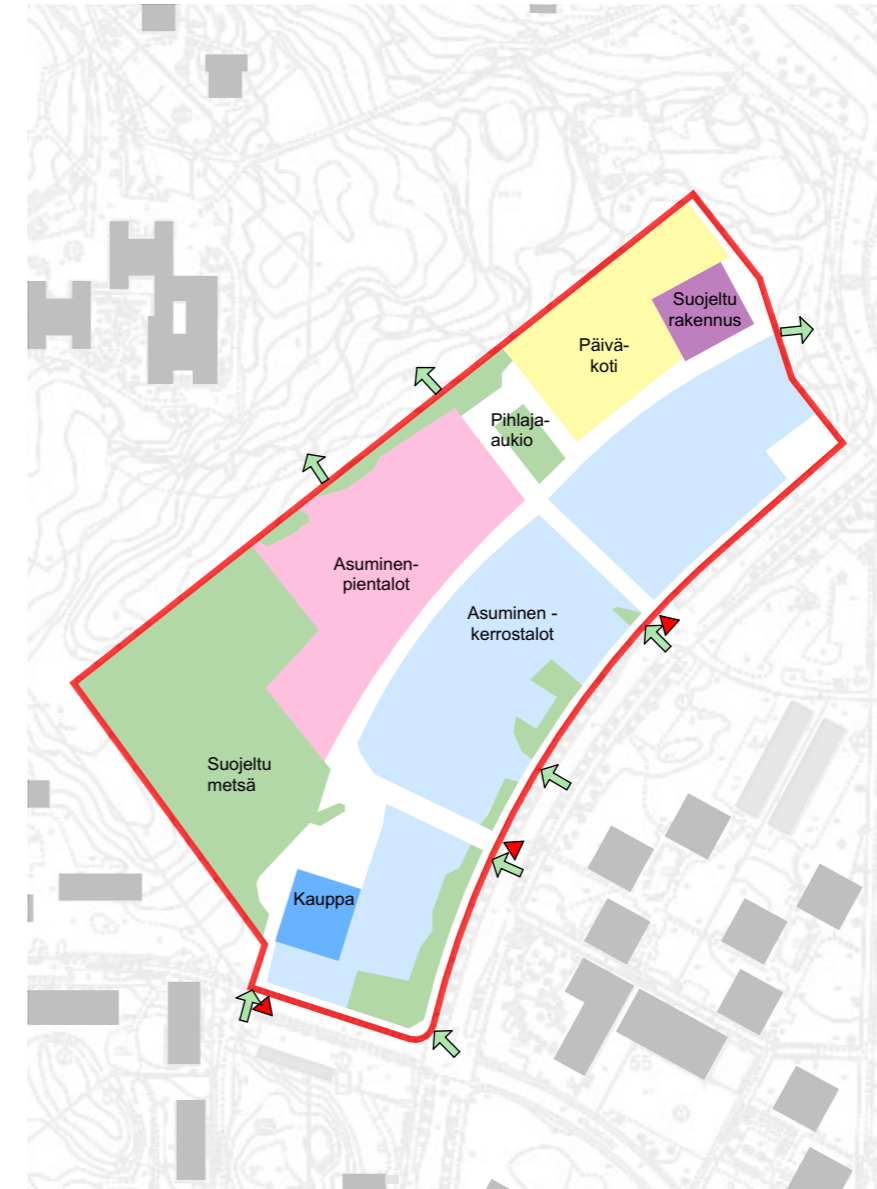 Suojeltu
rakennus
Päivä-
koti
Pihlaja-
aukio
Asuminen-
pientalot
Asuminen -
kerrostalot
Suojeltu
metsä
Kauppa